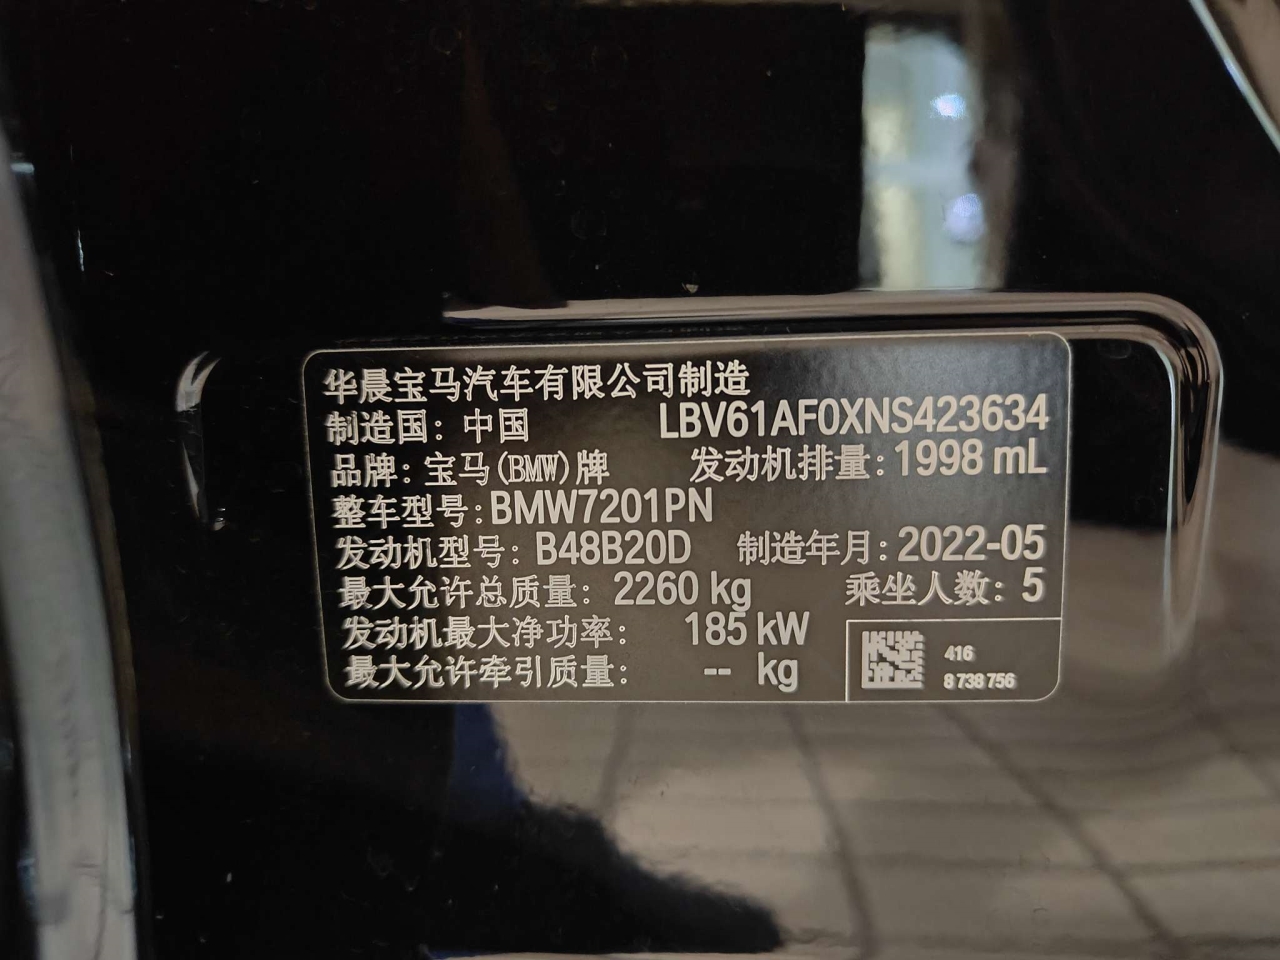 华晨宝马汽车有限公司制造
制造国: 中国 LBV61AF0XNS423634
品牌: 宝马(BMW)牌 发动机排量: 1998 mL
整车型号: BMW7201PN
发动机型号: B48B20D 制造年月: 2022-05
最大允许总质量: 2260 kg 乘坐人数: 5
发动机最大净功率: 185 kW
最大允许牵引质量: -- kg
416
8 738 756